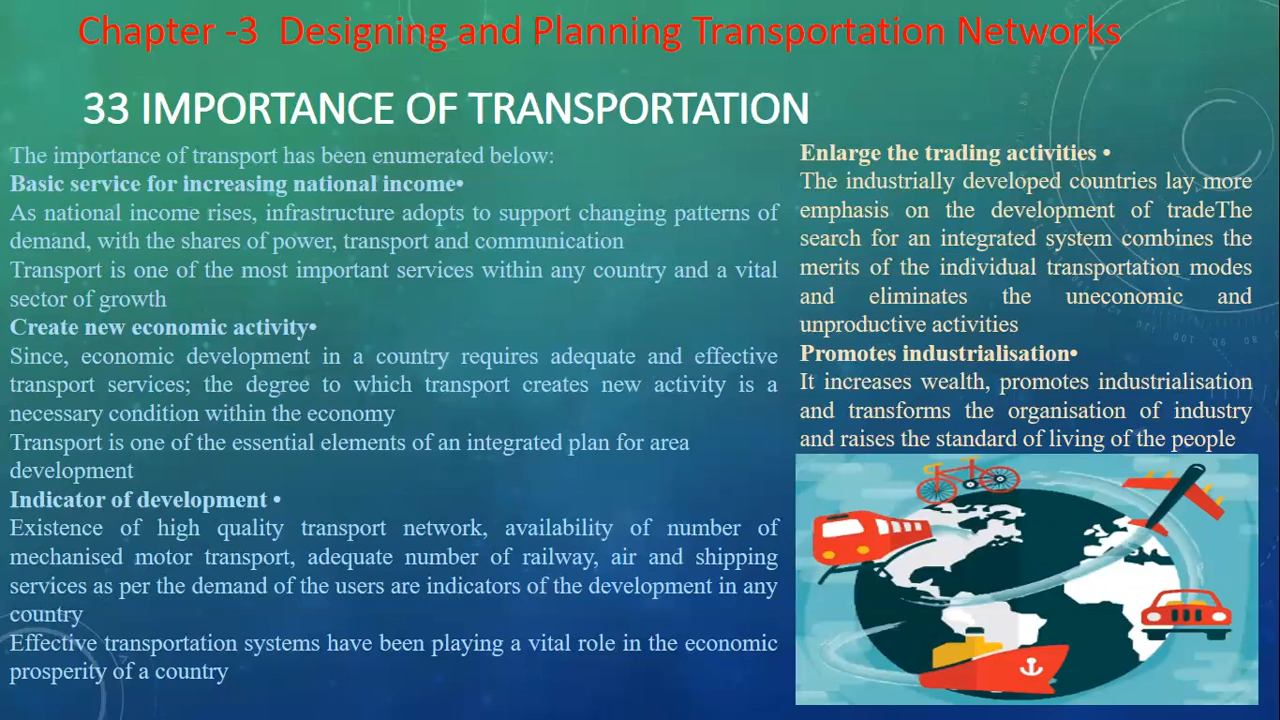 Chapter -3 Designing and Planning Transportation Networks
33 IMPORTANCE OF TRANSPORTATION
The importance of transport has been enumerated below:
Basic service for increasing national income•
As national income rises, infrastructure adopts to support changing patterns of
demand, with the shares of power, transport and communication
Transport is one of the most important services within any country and a vital
sector of growth
Create new economic activity•
Since, economic development in a country requires adequate and effective
transport services; the degree to which transport creates new activity is a
necessary condition within the economy
Transport is one of the essential elements of an integrated plan for area
development
Indicator of development •
Existence of high quality transport network, availability of number of
mechanised motor transport, adequate number of railway, air and shipping
services as per the demand of the users are indicators of the development in any
country
Effective transportation systems have been playing a vital role in the economic
prosperity of a country
Enlarge the trading activities •
The industrially developed countries lay more
emphasis on the development of tradeThe
search for an integrated system combines the
merits of the individual transportation modes
and eliminates the uneconomic and
unproductive activities
Promotes industrialisation•
It increases wealth, promotes industrialisation
and transforms the organisation of industry
and raises the standard of living of the people